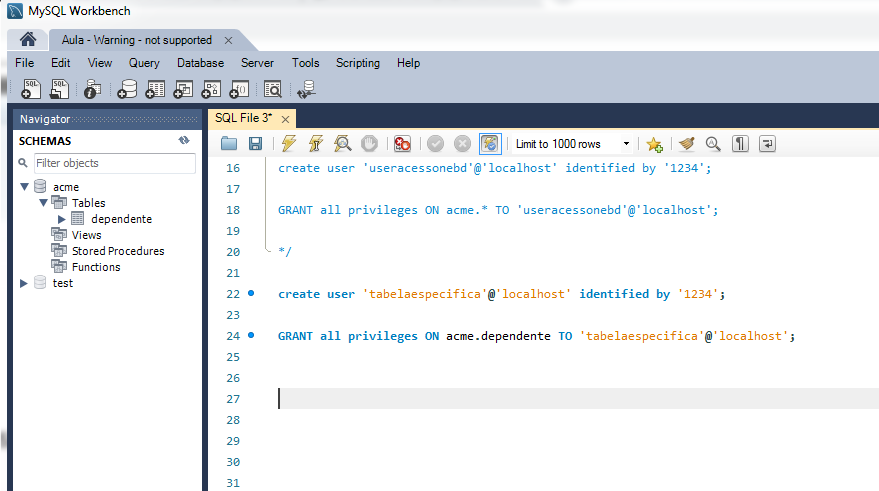 MySQL Workbench
Aula - Warning - not supported
File Edit View Query Database Server Tools Scripting Help
Navigator
SCHEMAS
Filter objects
acme
Tables
dependente
Views
Stored Procedures
Functions
test
SQL File 3*
Limit to 1000 rows
16 create user 'useracessonebd'@'localhost' identified by '1234';
17
18 GRANT all privileges ON acme.* TO 'useracessonebd'@'localhost';
19
20 */
21
22 create user 'tabelaespecifica'@'localhost' identified by '1234';
23
24 GRANT all privileges ON acme.dependente TO 'tabelaespecifica'@'localhost';
25
26
27
28
29
30
31